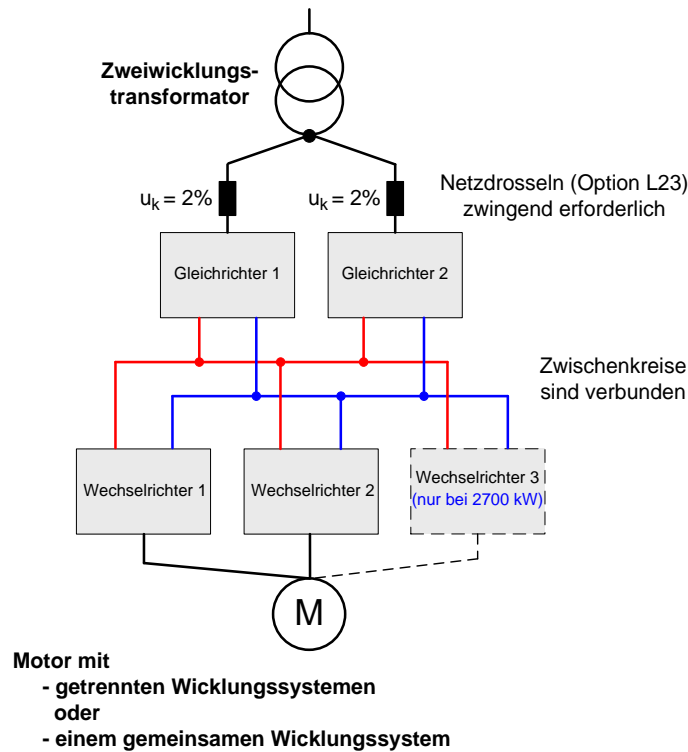 Zweiwicklungs-
transformator
Netzdrosseln (Option L23)
zwingend erforderlich
uk = 2%
uk = 2%
Gleichrichter 1
Gleichrichter 2
Zwischenkreise
sind verbunden
Wechselrichter 1
Wechselrichter 2
Wechselrichter 3
(nur bei 2700 kW)
M
Motor mit
- getrennten Wicklungssystemen
oder
- einem gemeinsamen Wicklungssystem